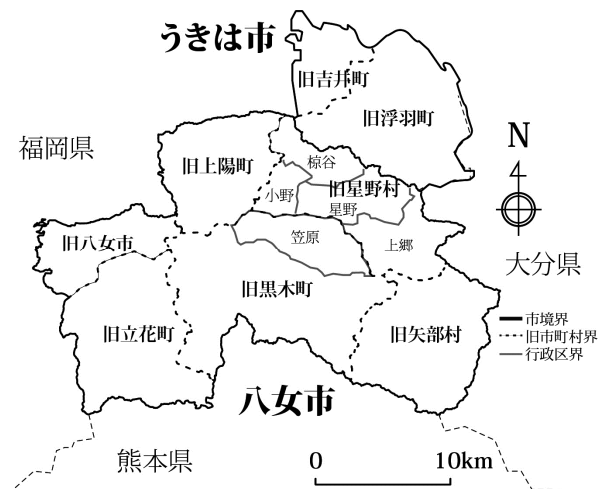 うきは市
旧吉井町
旧浮羽町
N
福岡県
旧上陽町
椋谷
小野
旧星野村
星野
旧八女市
笠原
上郷
大分県
旧黒木町
市境界
旧立花町
旧矢部村
旧市町村界
行政区界
八女市
熊本県
0 10km